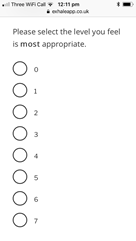 Three WiFi Call 12:11 pm
exhaleapp.co.uk
Please select the level you feel
is most appropriate.
0
1
2
3
4
5
6
7